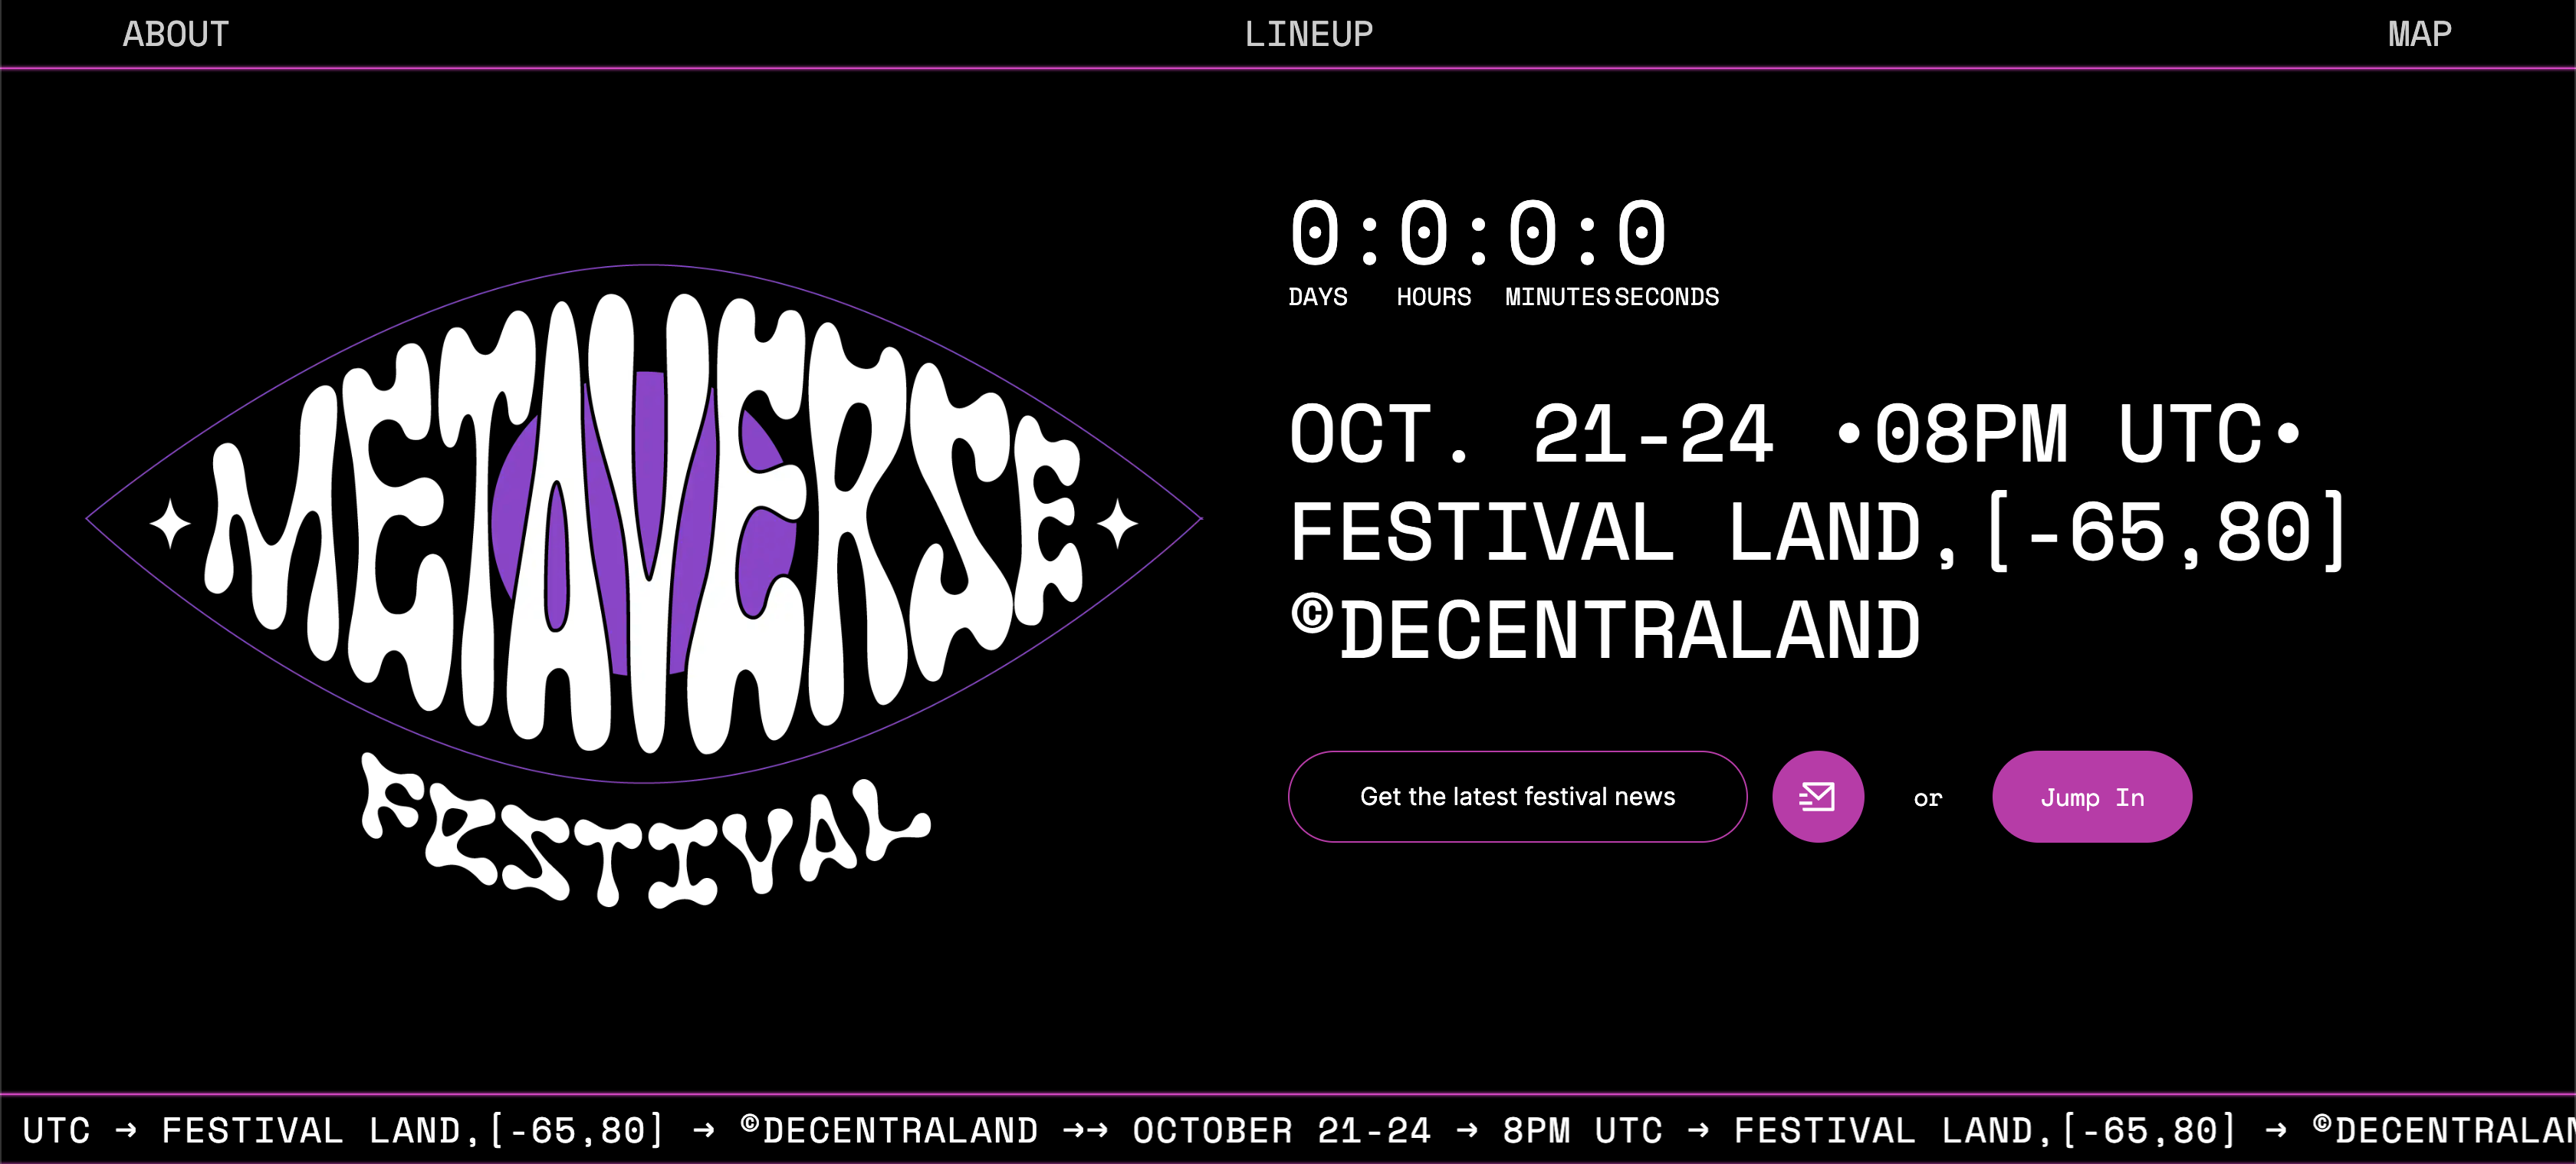 ABOUT LINEUP MAP
METAVERSE
FESTIVAL
0:0:0:0
DAYS HOURS MINUTES SECONDS
OCT. 21-24 •08PM UTC•
FESTIVAL LAND,[-65,80]
©DECENTRALAND
Get the latest festival news or Jump In
UTC → FESTIVAL LAND,[-65,80] → ©DECENTRALAND →→ OCTOBER 21-24 → 8PM UTC → FESTIVAL LAND,[-65,80] → ©DECENTRALAN